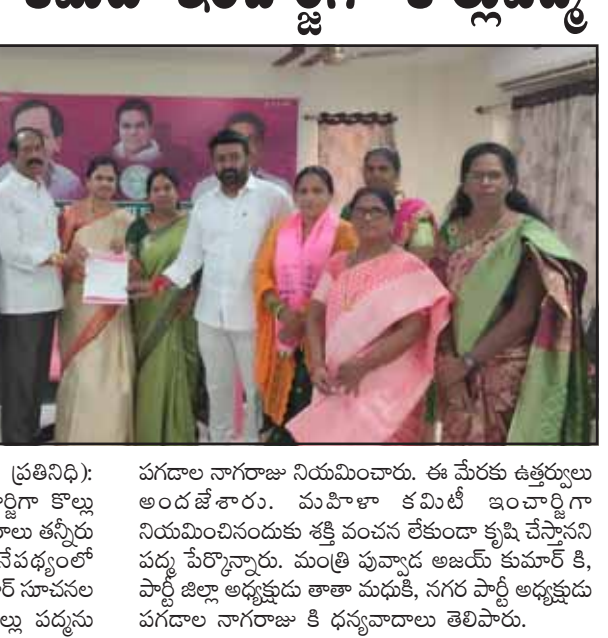 ఇంచార్జిగా
(ప్రతినిధి):
ర్జిగా కొల్లు
రాలు తన్నీరు
నేపథ్యంలో
ర్ సూచనల
ల్లు పద్మను
పగడాల నాగరాజు నియమించారు. ఈ మేరకు ఉత్తర్వులు
అందజేశారు. మహిళా కమిటీ ఇంచార్జిగా
నియమించినందుకు శక్తి వంచన లేకుండా కృషి చేస్తానని
పద్మ పేర్కొన్నారు. మంత్రి పువ్వాడ అజయ్ కుమార్ కి,
పార్టీ జిల్లా అధ్యక్షుడు తాతా మధుకి, నగర పార్టీ అధ్యక్షుడు
పగడాల నాగరాజు కి ధన్యవాదాలు తెలిపారు.